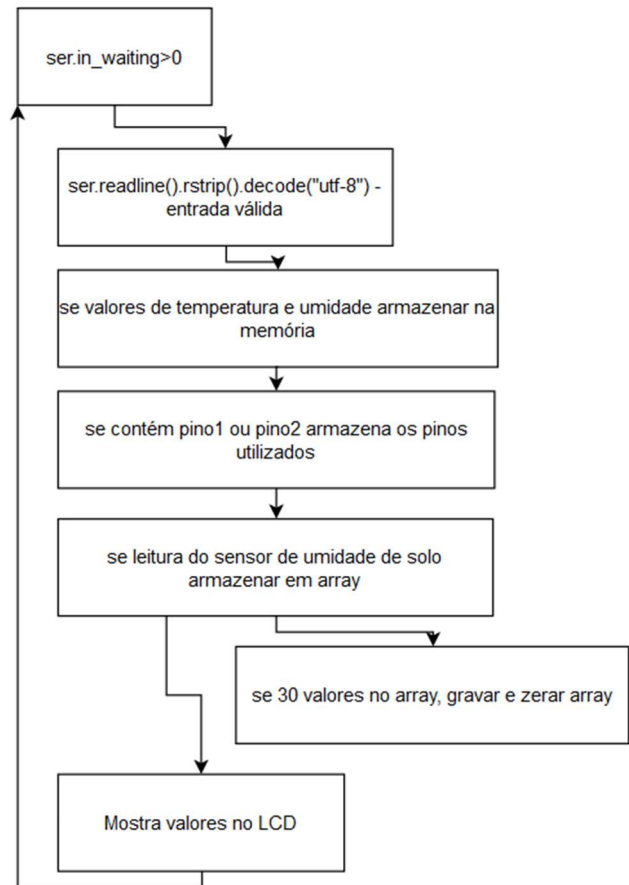 ser.in_waiting>0
ser.readline().rstrip().decode("utf-8") -
entrada válida
se valores de temperatura e umidade armazenar na
memória
se contém pino1 ou pino2 armazena os pinos
utilizados
se leitura do sensor de umidade de solo
armazenar em array
se 30 valores no array, gravar e zerar array
Mostra valores no LCD